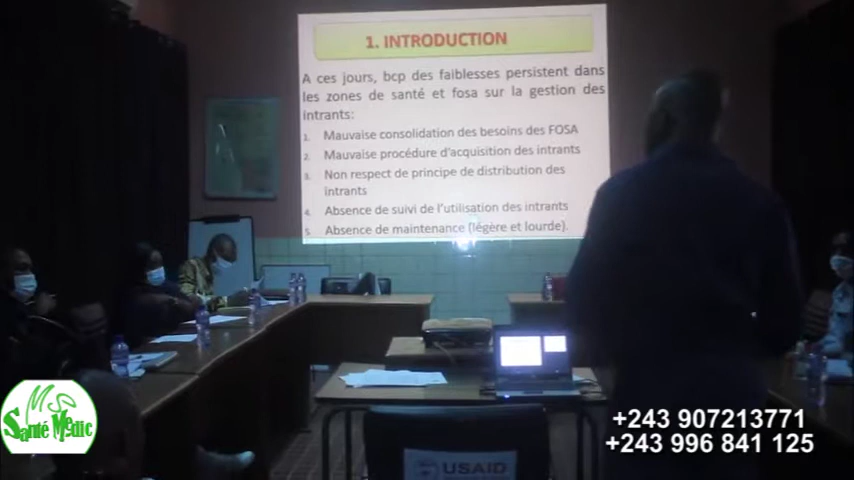 1. INTRODUCTION
A ces jours, bcp des faiblesses persistent dans
les zones de santé et fosa sur la gestion des
intrants:
1. Mauvaise consolidation des besoins des FOSA
2. Mauvaise procédure d'acquisition des intrants
3. Non respect de principe de distribution des
intrants
4. Absence de suivi de l'utilisation des intrants
5. Absence de maintenance (légère et lourde).
MSD
Santé Medic
+243 907213771
+243 996 841 125
USAID